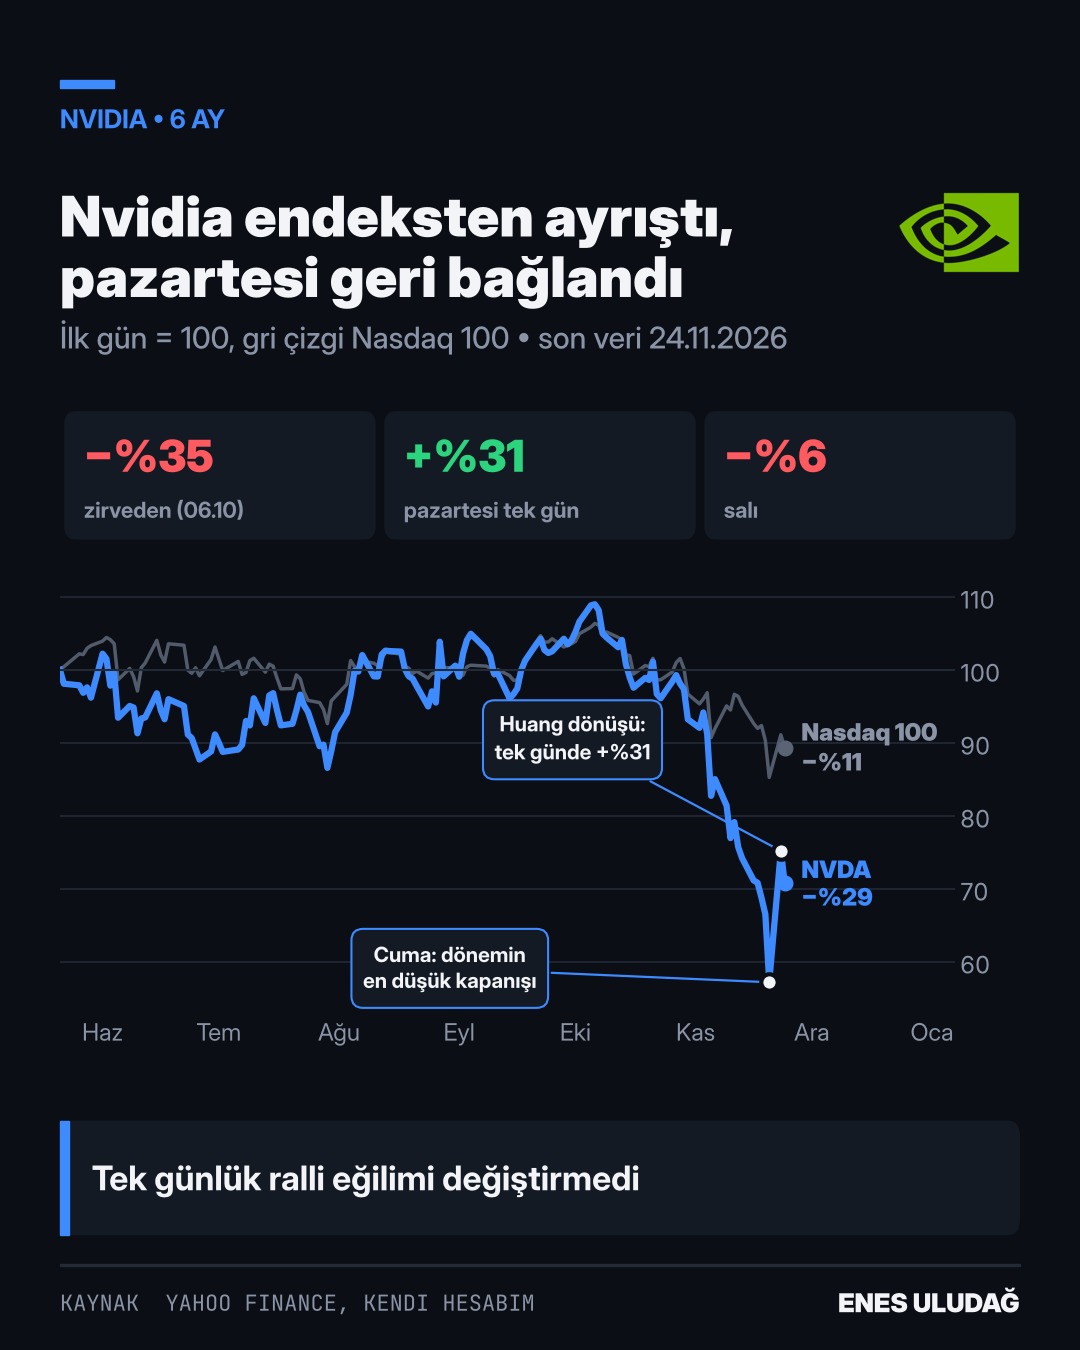 NVIDIA • 6 AY
Nvidia endeksten ayrıştı,
pazartesi geri bağlandı
İlk gün = 100, gri çizgi Nasdaq 100 • son veri 24.11.2026
−%35
zirveden (06.10)
+%31
pazartesi tek gün
−%6
salı
110
100
90
80
70
60
Huang dönüşü:
tek günde +%31
Nasdaq 100
−%11
NVDA
−%29
Cuma: dönemin
en düşük kapanışı
Haz Tem Ağu Eyl Eki Kas Ara Oca
Tek günlük ralli eğilimi değiştirmedi
KAYNAK YAHOO FINANCE, KENDI HESABIM
ENES ULUDAĞ